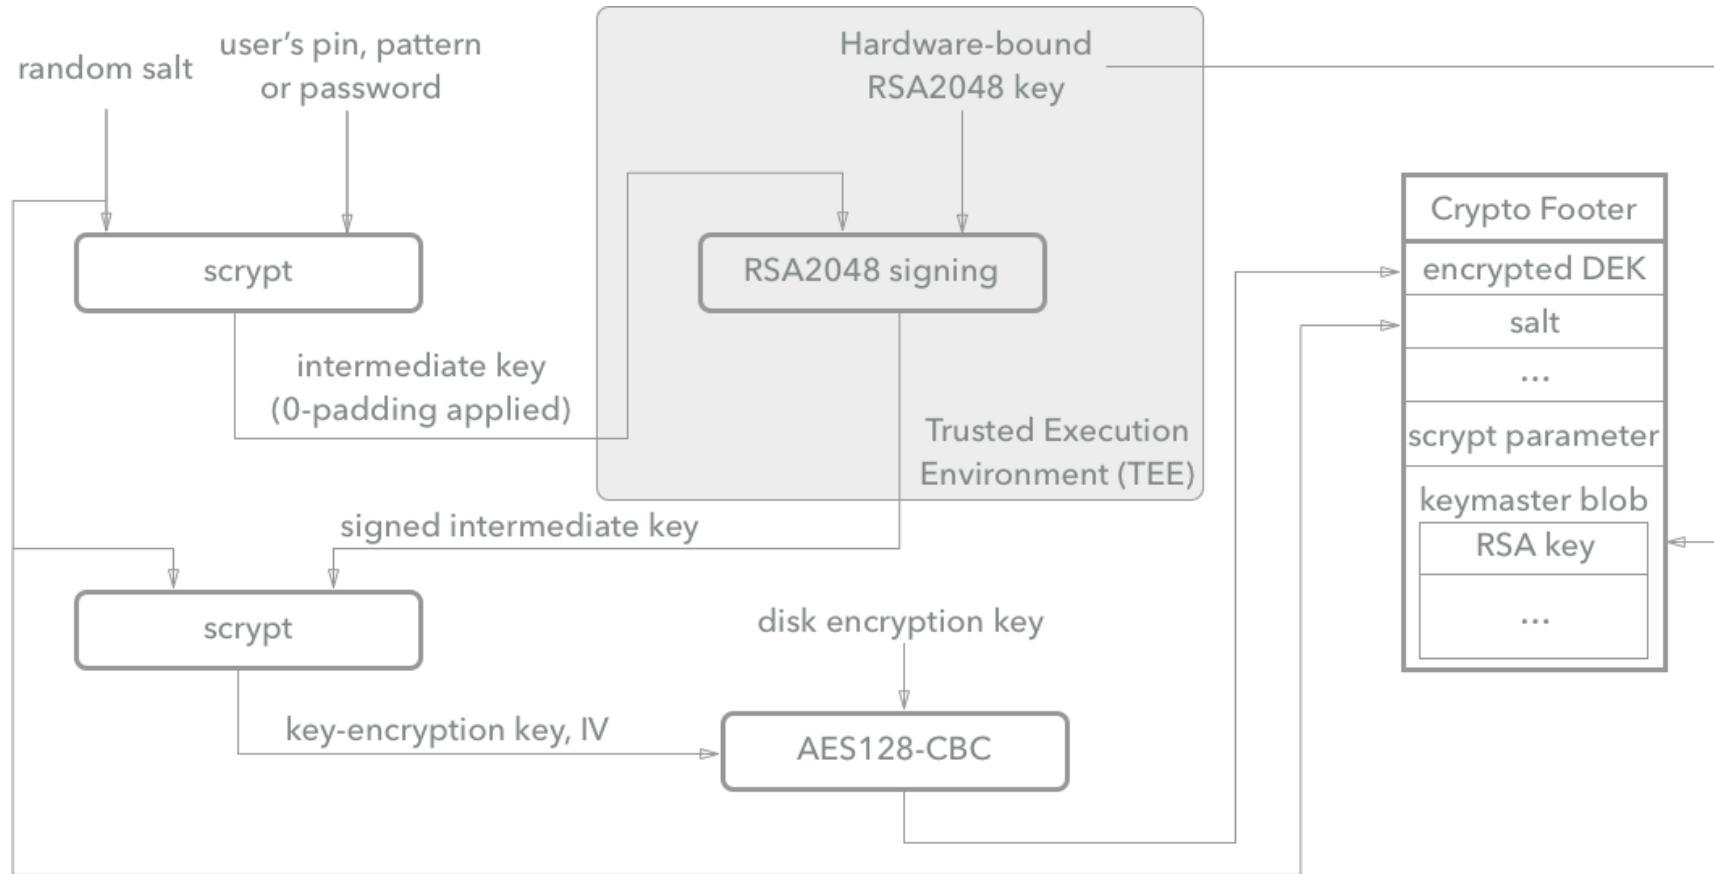 random salt
user's pin, pattern
or password
Hardware-bound
RSA2048 key
scrypt
RSA2048 signing
intermediate key
(0-padding applied)
Trusted Execution
Environment (TEE)
signed intermediate key
scrypt
disk encryption key
key-encryption key, IV
AES128-CBC
Crypto Footer
encrypted DEK
salt
...
scrypt parameter
keymaster blob
RSA key
...